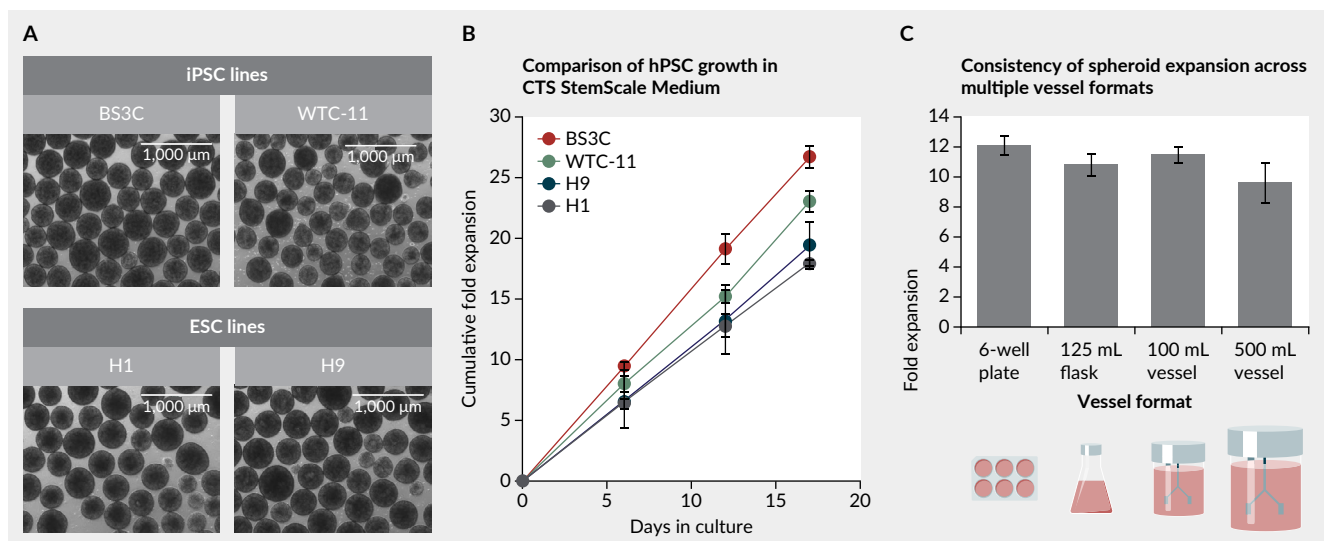 A
iPSC lines
BS3C
WTC-11
1,000 µm
1,000 µm
ESC lines
H1
H9
1,000 µm
1,000 µm
B
Comparison of hPSC growth in
CTS StemScale Medium
Cumulative fold expansion
30
25
20
15
10
5
0
BS3C
WTC-11
H9
H1
0
5
10
15
20
Days in culture
C
Consistency of spheroid expansion across
multiple vessel formats
Fold expansion
14
12
10
8
6
4
2
0
6-well
plate
125 mL
flask
100 mL
vessel
500 mL
vessel
Vessel format